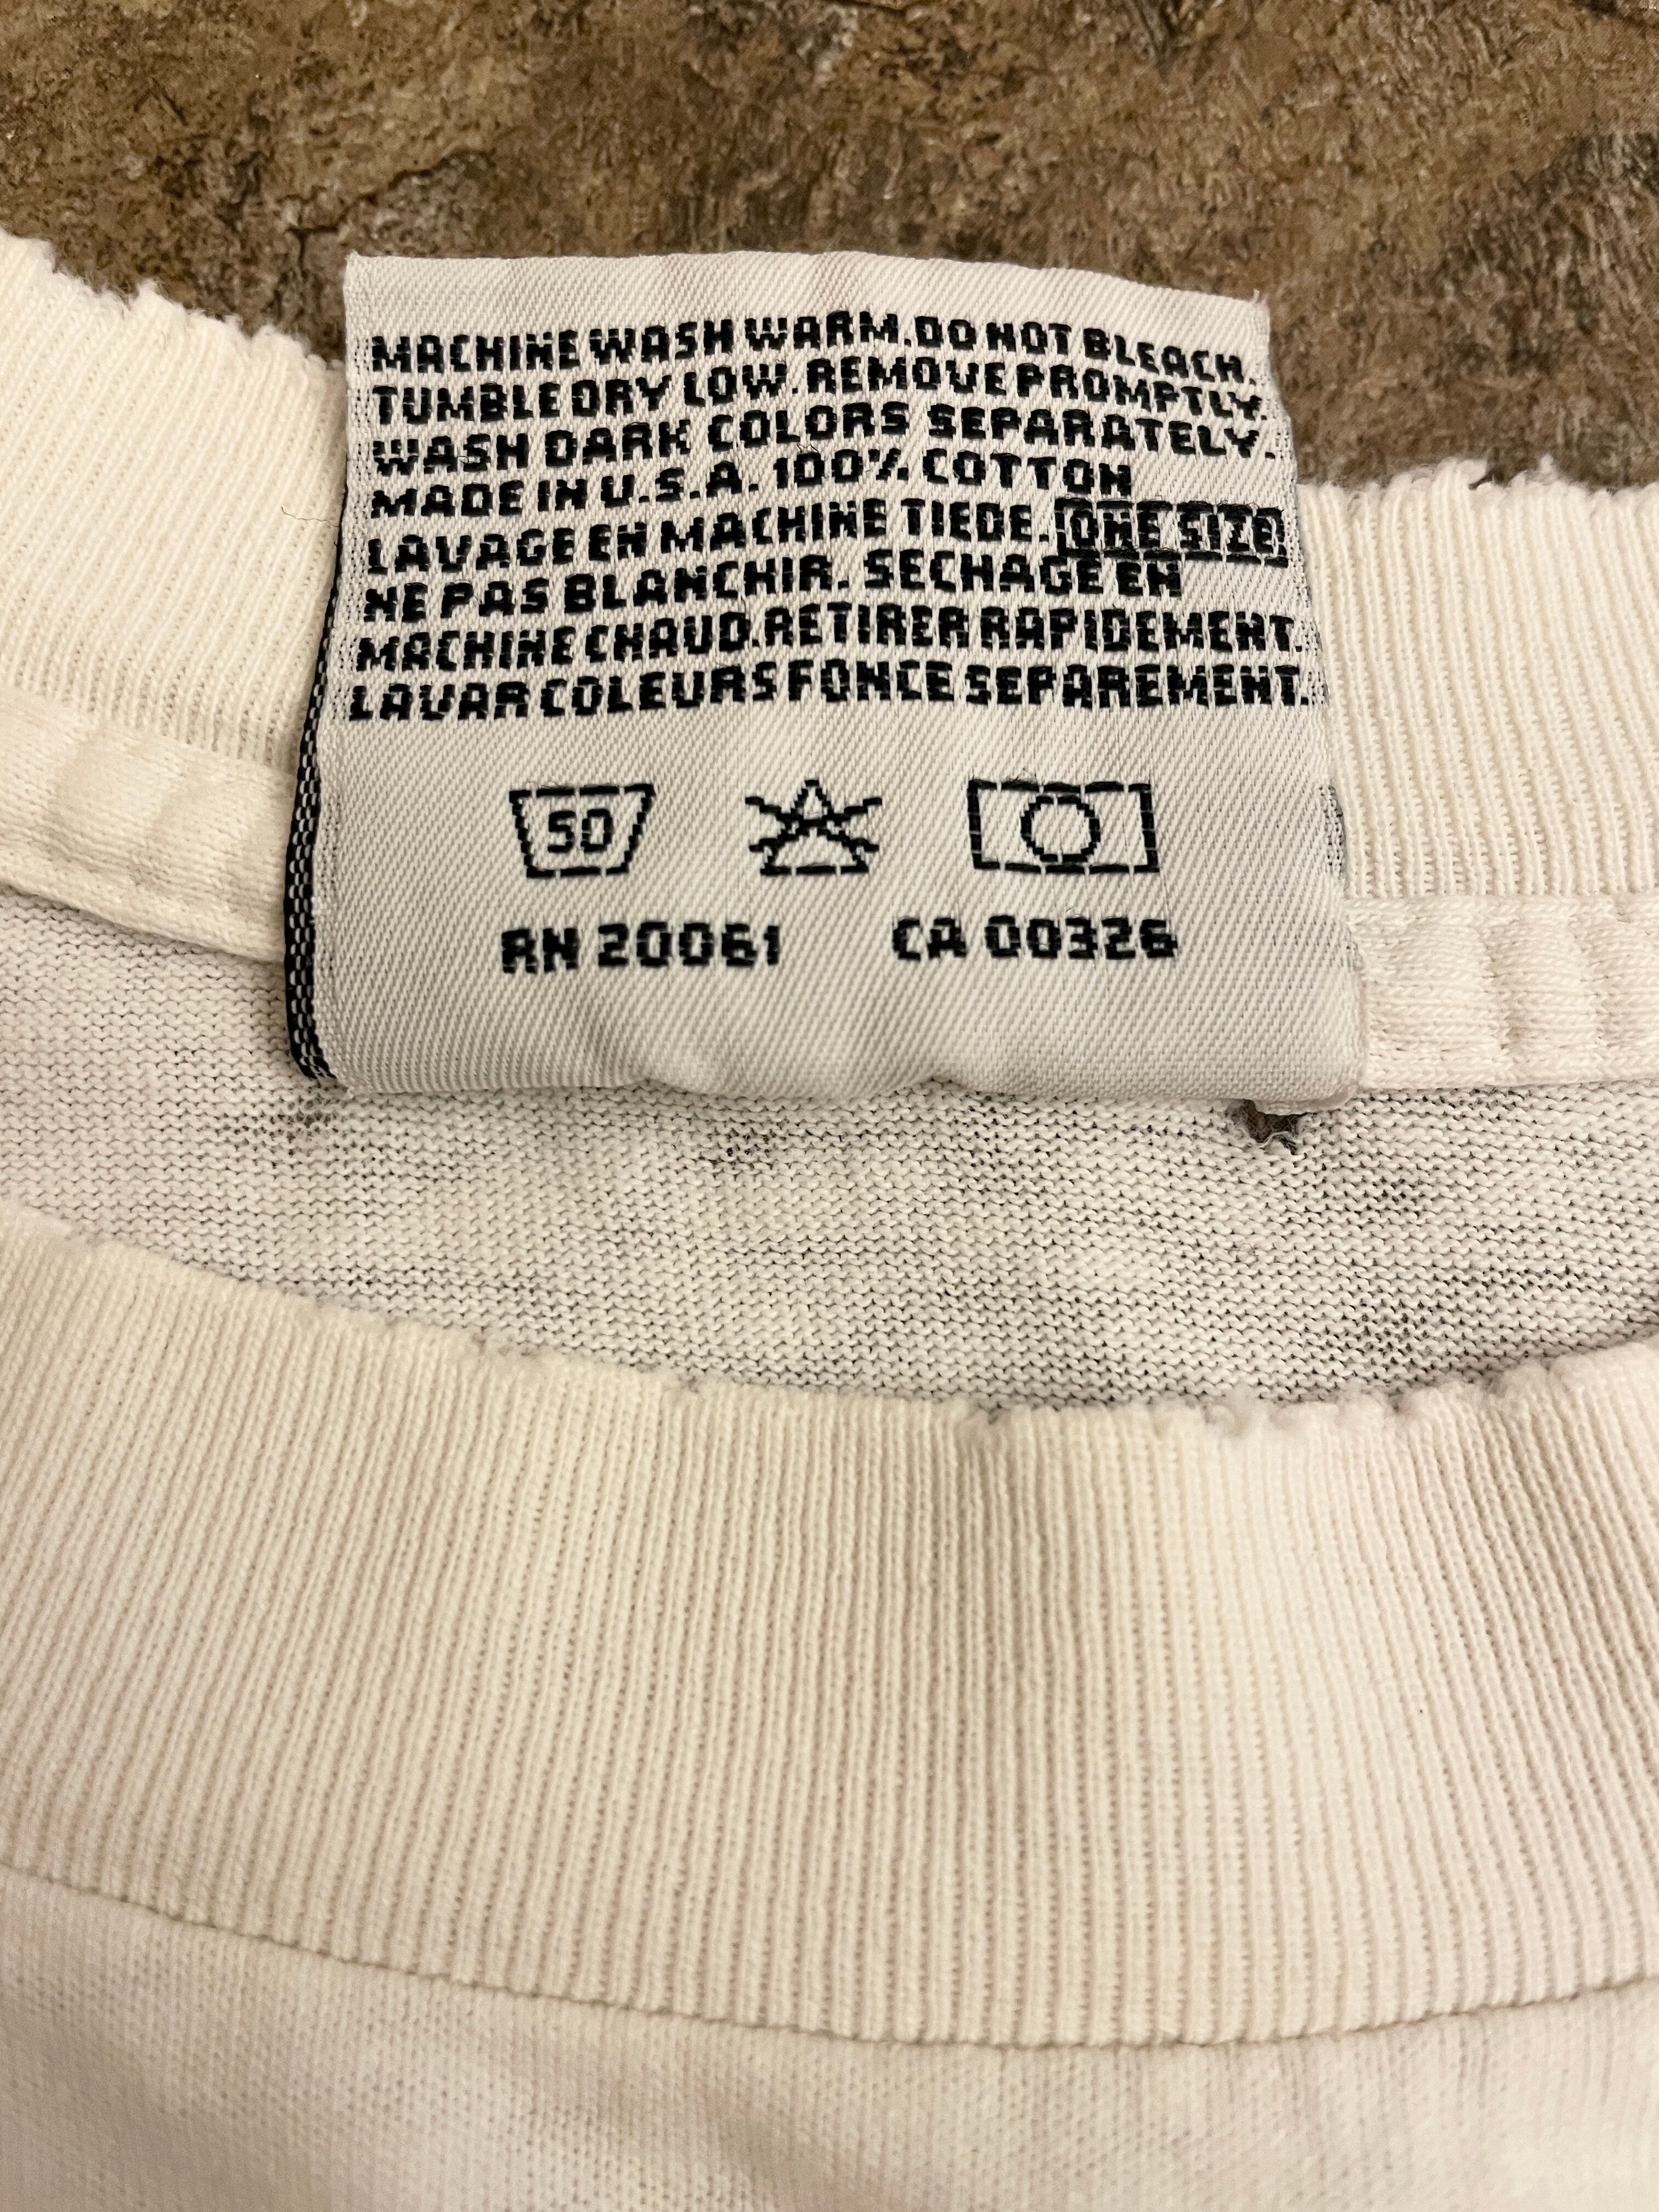 MACHINE WASH WARM. DO NOT BLEACH.
TUMBLE DRY LOW. REMOVE PROMPTLY.
WASH DARK COLORS SEPARATELY.
MADE IN U.S.A. 100% COTTON
LAVAGE EN MACHINE TIEDE. ONE SIZE
NE PAS BLANCHIR. SECHAGE EN
MACHINE CHAUD. RETIRER RAPIDEMENT.
LAVAR COLEURS FONCE SEPAREMENT.
50
RN 20061 CA 00326